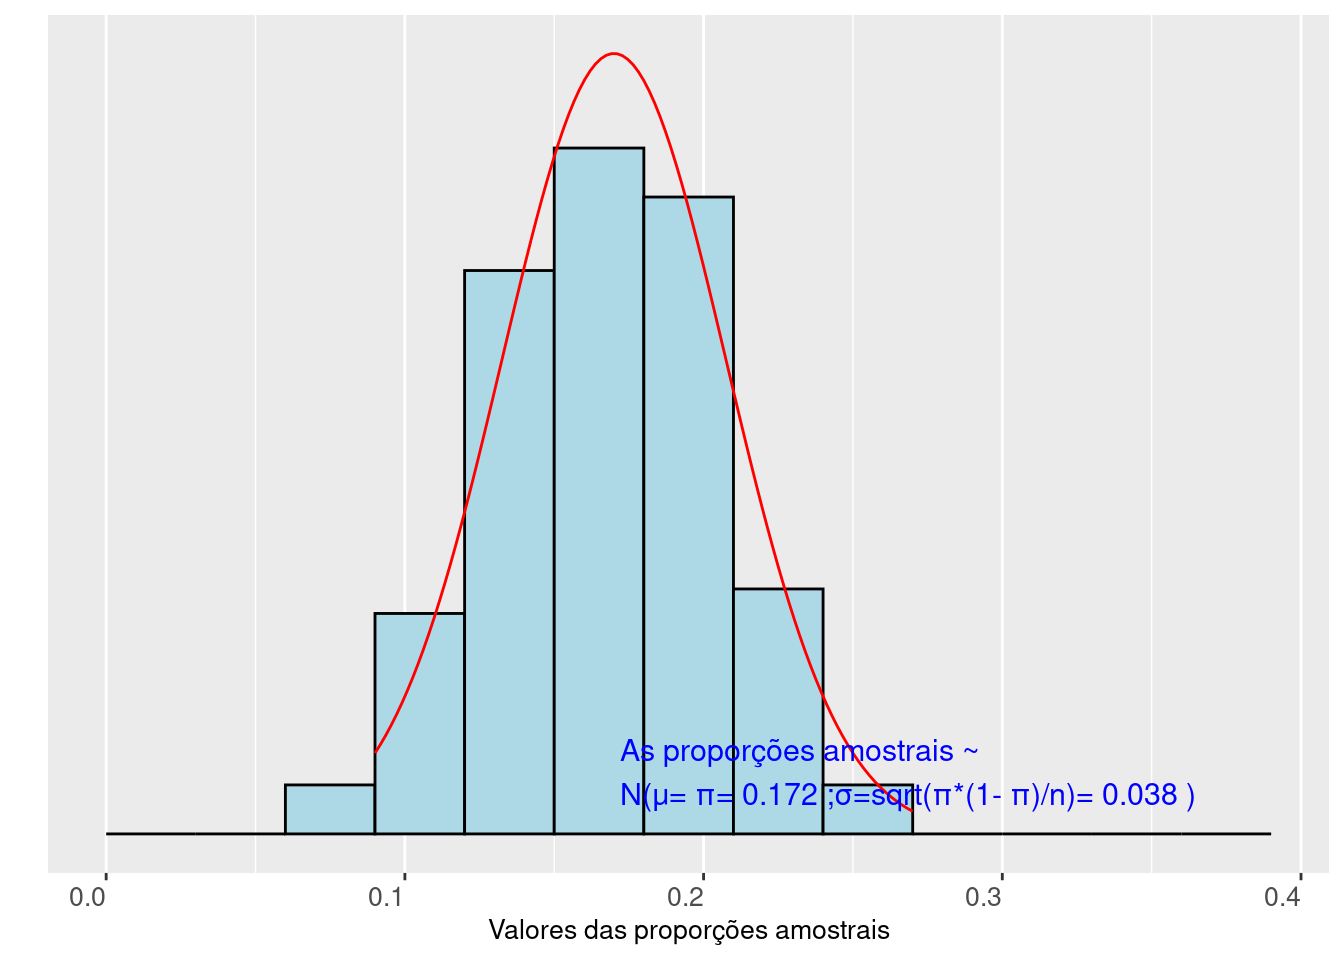 As proporções amostrais ~
N(μ= π= 0.172 ;σ=sqrt(π*(1- π)/n)= 0.038 )
0.0 0.1 0.2 0.3 0.4
Valores das proporções amostrais